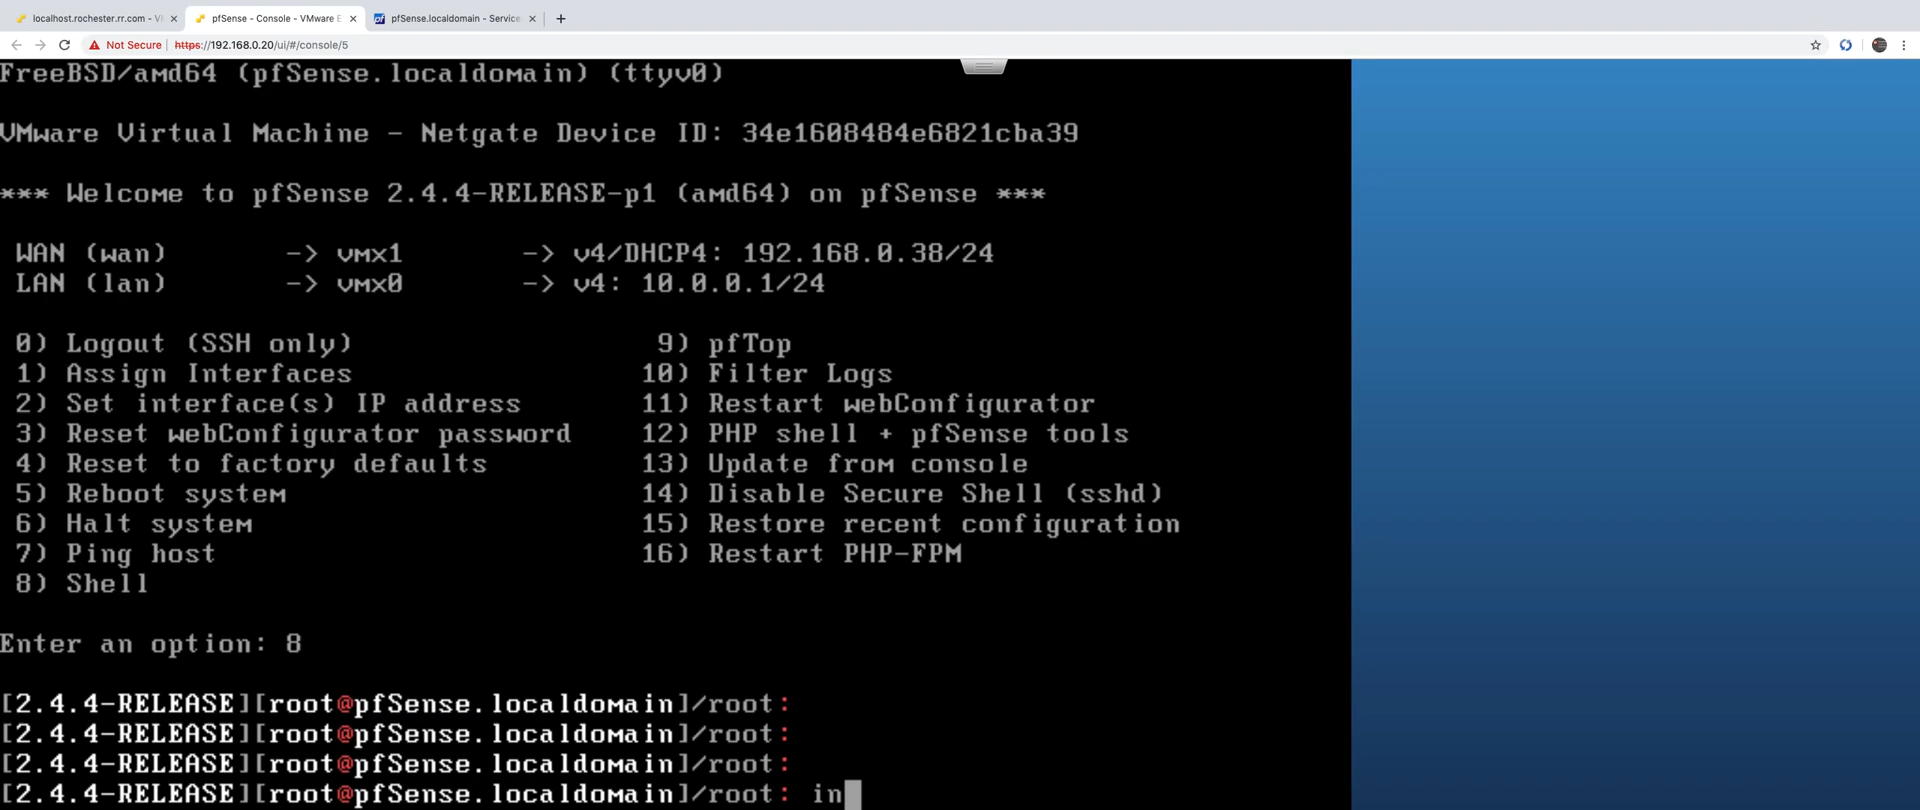 localhost.rochester.rr.com - VM
pfSense - Console - VMware E
pfSense.localdomain - Service
Not Secure https://192.168.0.20/ui/#/console/5
FreeBSD/amd64 (pfSense.localdomain) (ttyv0)
VMware Virtual Machine - Netgate Device ID: 34e1608484e6821cba39
*** Welcome to pfSense 2.4.4-RELEASE-p1 (amd64) on pfSense ***
WAN (wan) -> vmx1 -> v4/DHCP4: 192.168.0.38/24
LAN (lan) -> vmx0 -> v4: 10.0.0.1/24
0) Logout (SSH only) 9) pfTop
1) Assign Interfaces 10) Filter Logs
2) Set interface(s) IP address 11) Restart webConfigurator
3) Reset webConfigurator password 12) PHP shell + pfSense tools
4) Reset to factory defaults 13) Update from console
5) Reboot system 14) Disable Secure Shell (sshd)
6) Halt system 15) Restore recent configuration
7) Ping host 16) Restart PHP-FPM
8) Shell
Enter an option: 8
[2.4.4-RELEASE][root@pfSense.localdomain]/root:
[2.4.4-RELEASE][root@pfSense.localdomain]/root:
[2.4.4-RELEASE][root@pfSense.localdomain]/root:
[2.4.4-RELEASE][root@pfSense.localdomain]/root: in